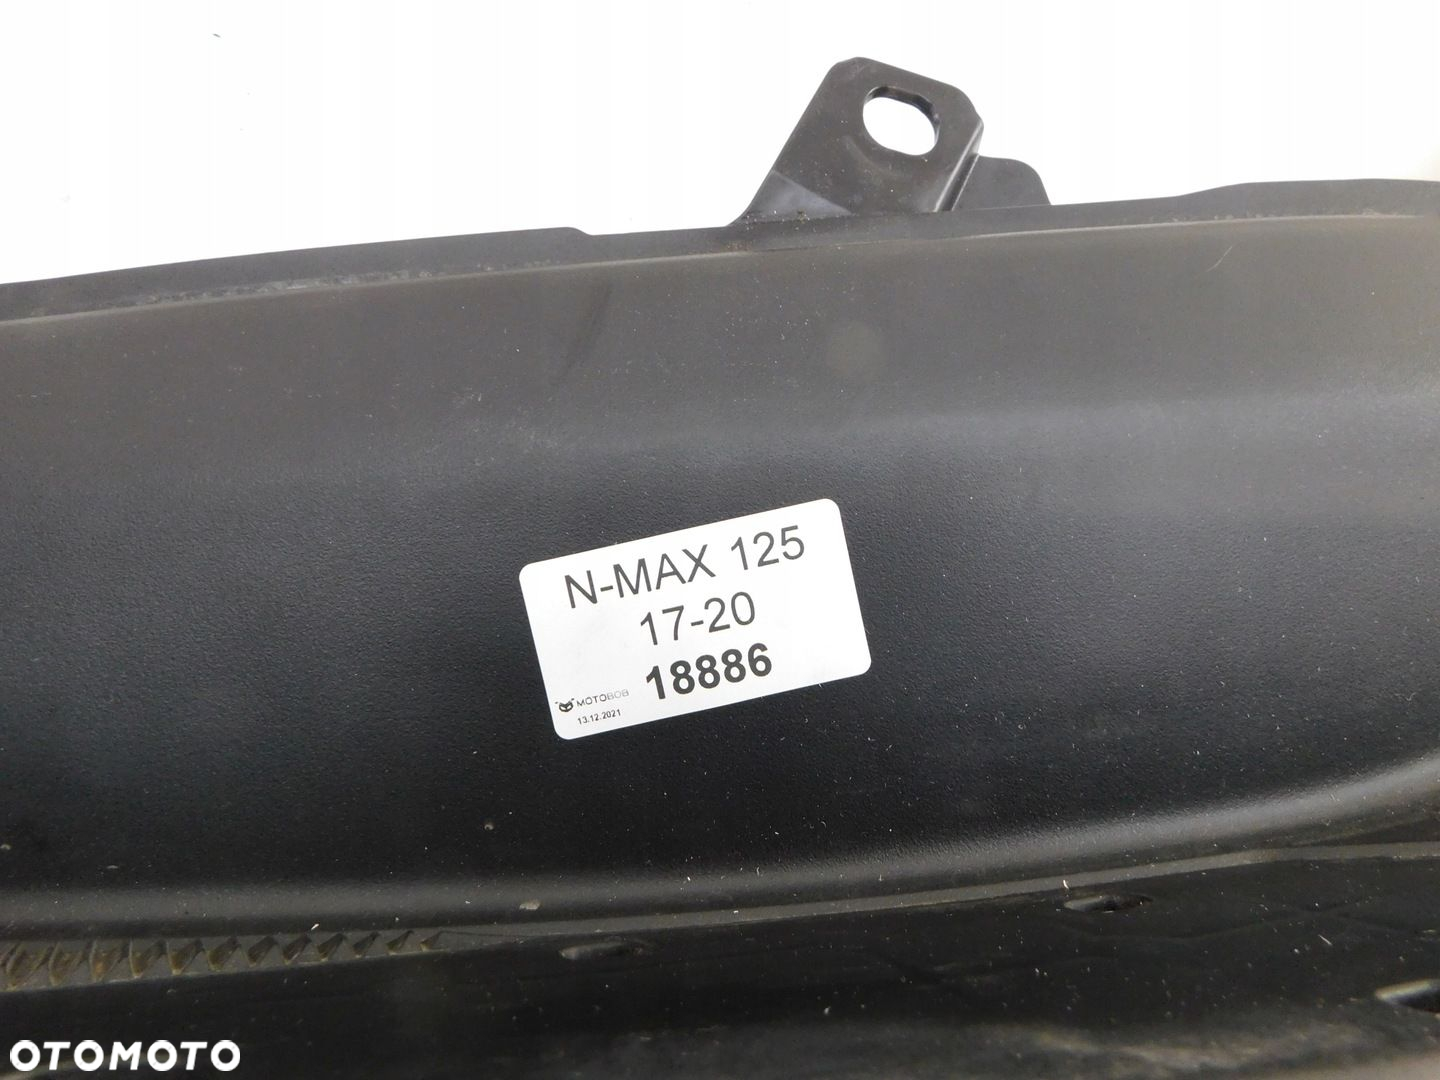 N-MAX 125
17-20
18886
MOTOBOB
13.12.2021
OTOMOTO